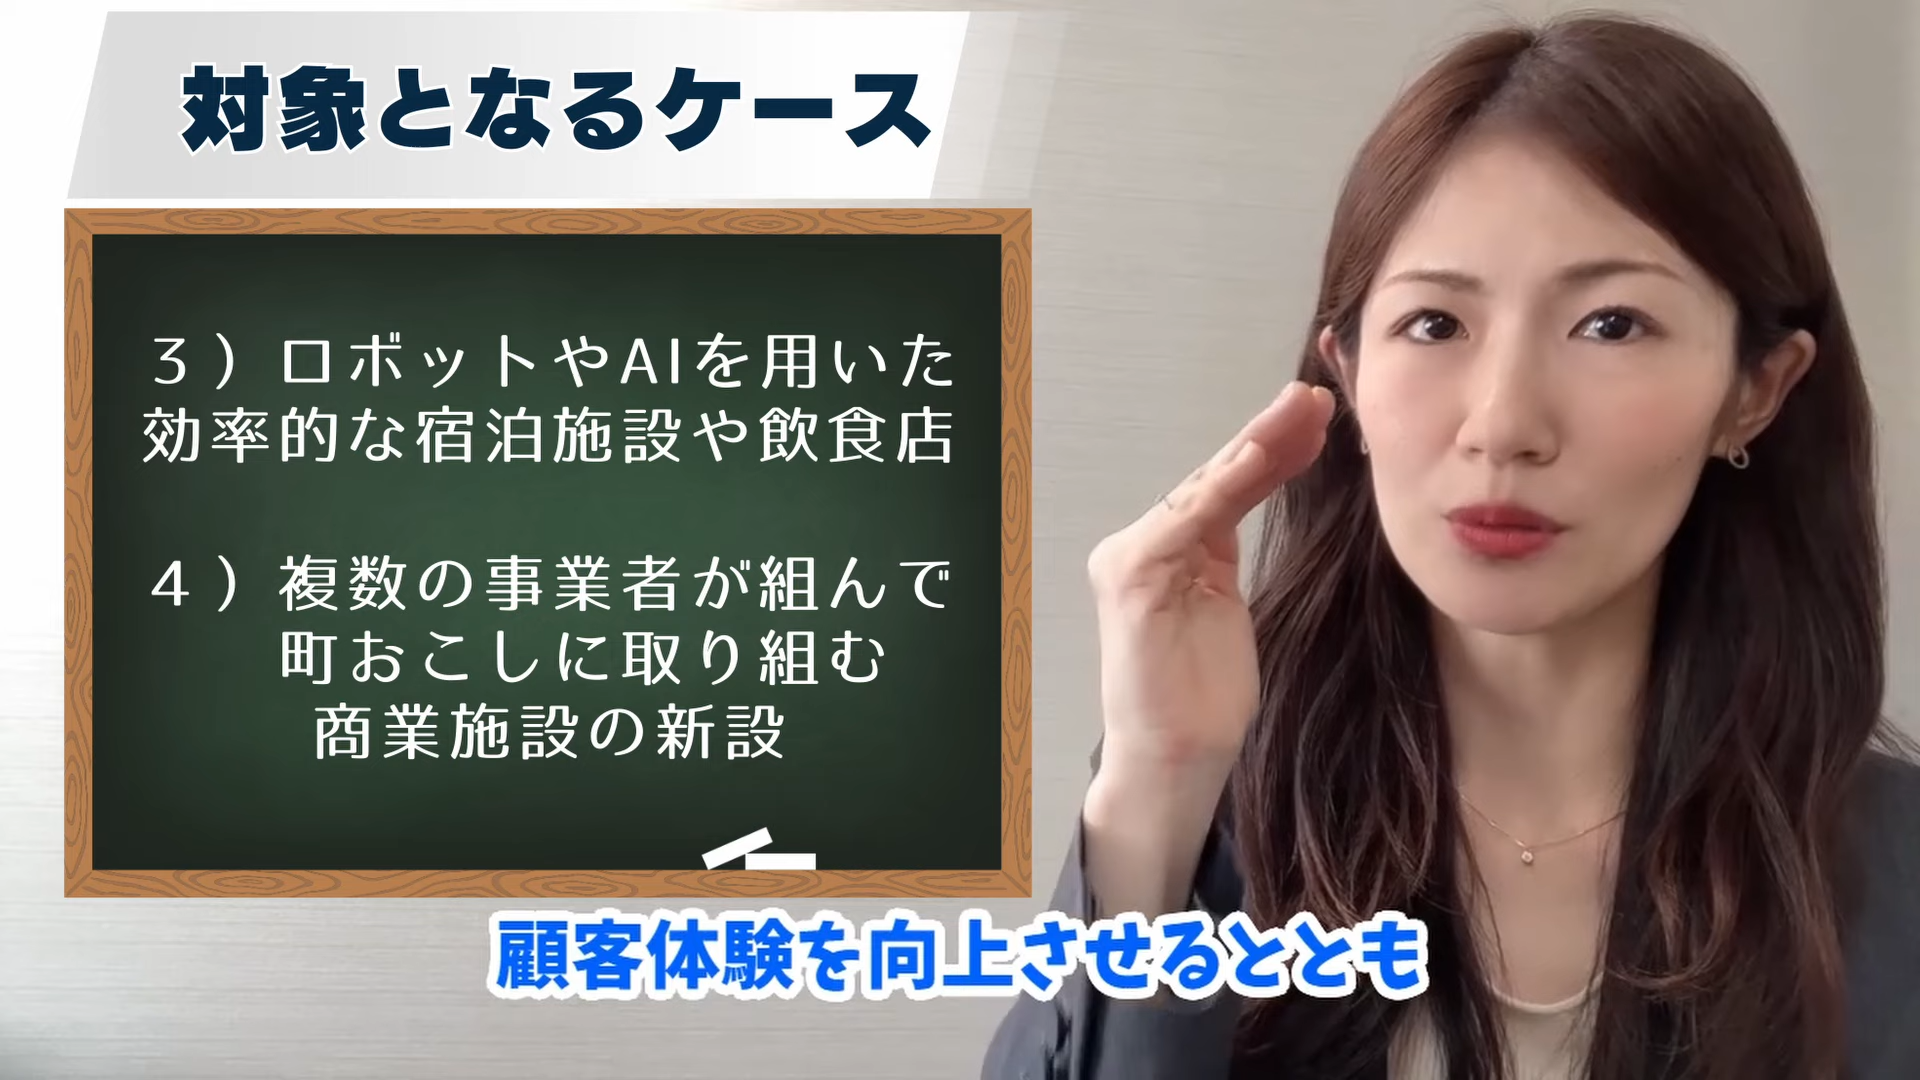 対象となるケース
３）ロボットやAIを用いた
効率的な宿泊施設や飲食店
４）複数の事業者が組んで
町おこしに取り組む
商業施設の新設
顧客体験を向上させるととも